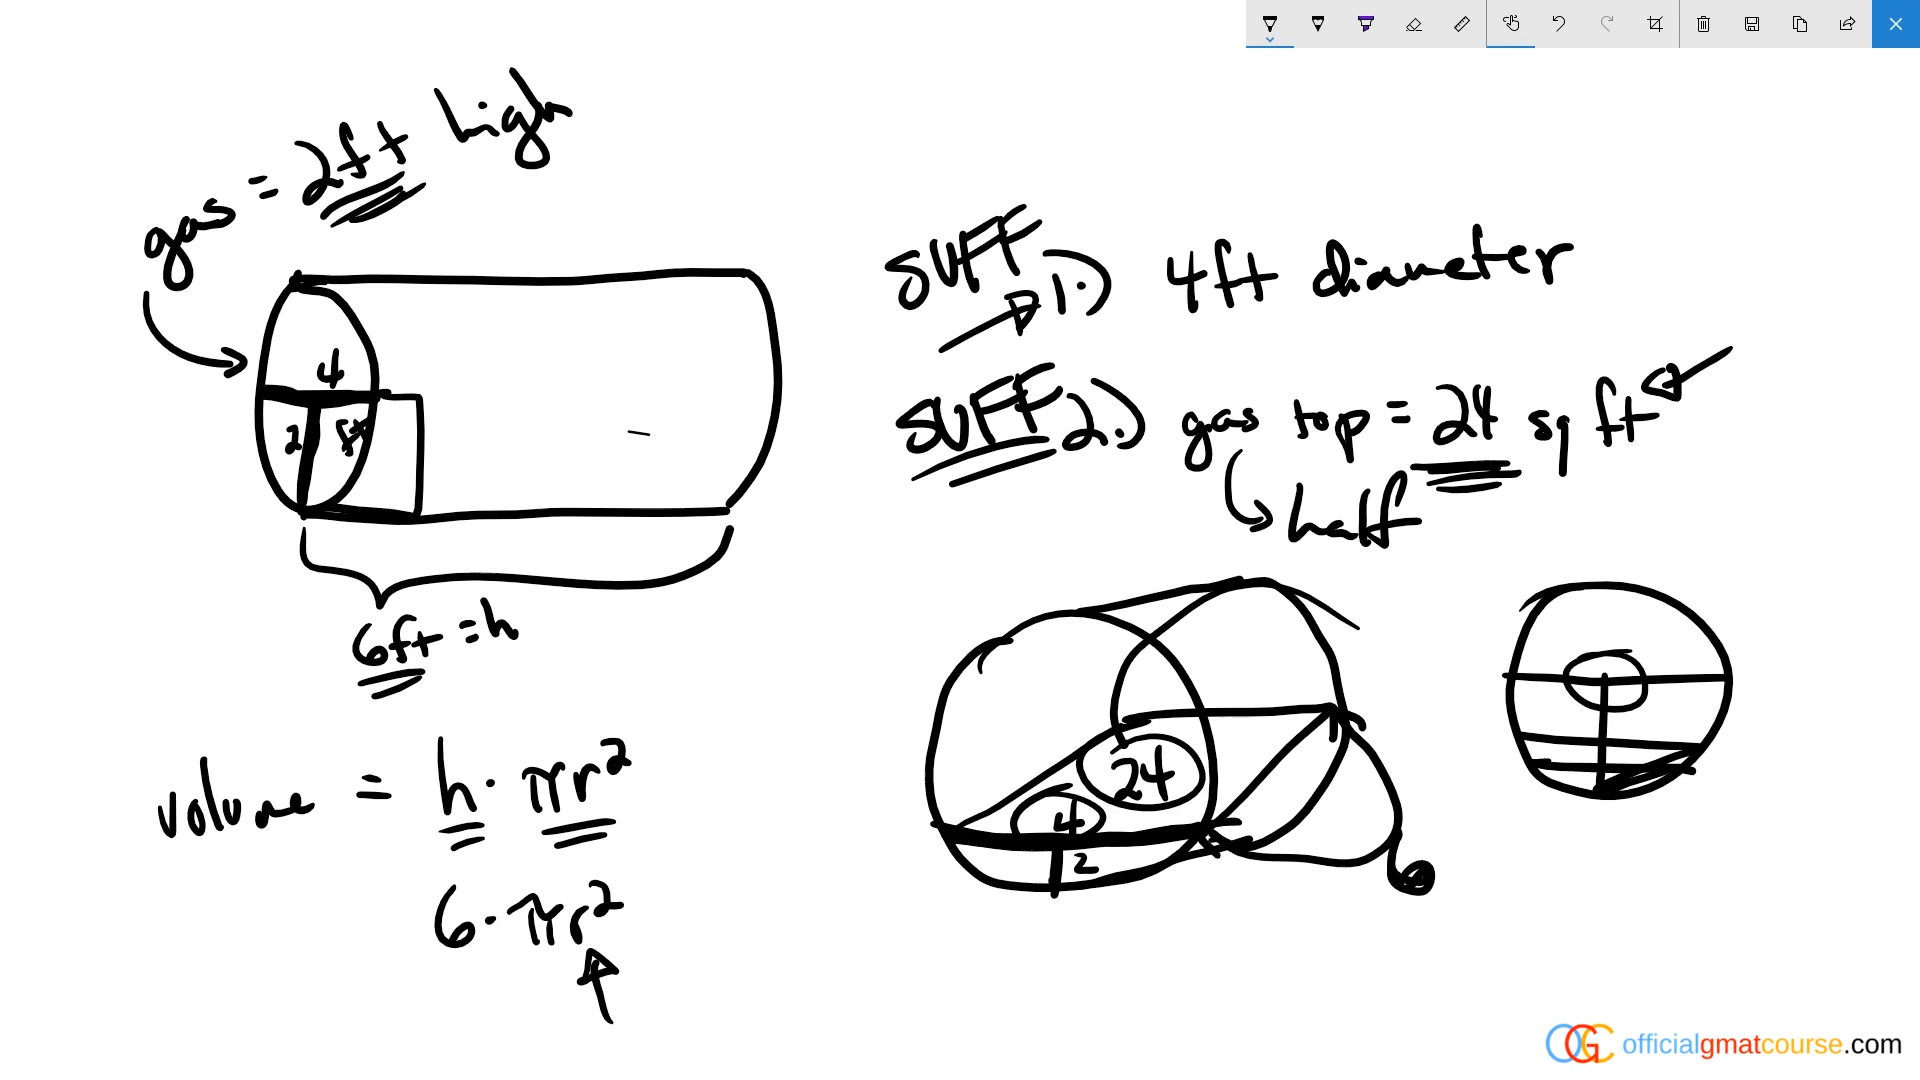 gas = 2ft high
4
2 ft
6ft = h
volume = h · πr²
6 · πr²
SUFF 1.) 4ft diameter
SUFF 2.) gas top = 24 sq ft
half
24
4
2
OGC officialgmatcourse.com